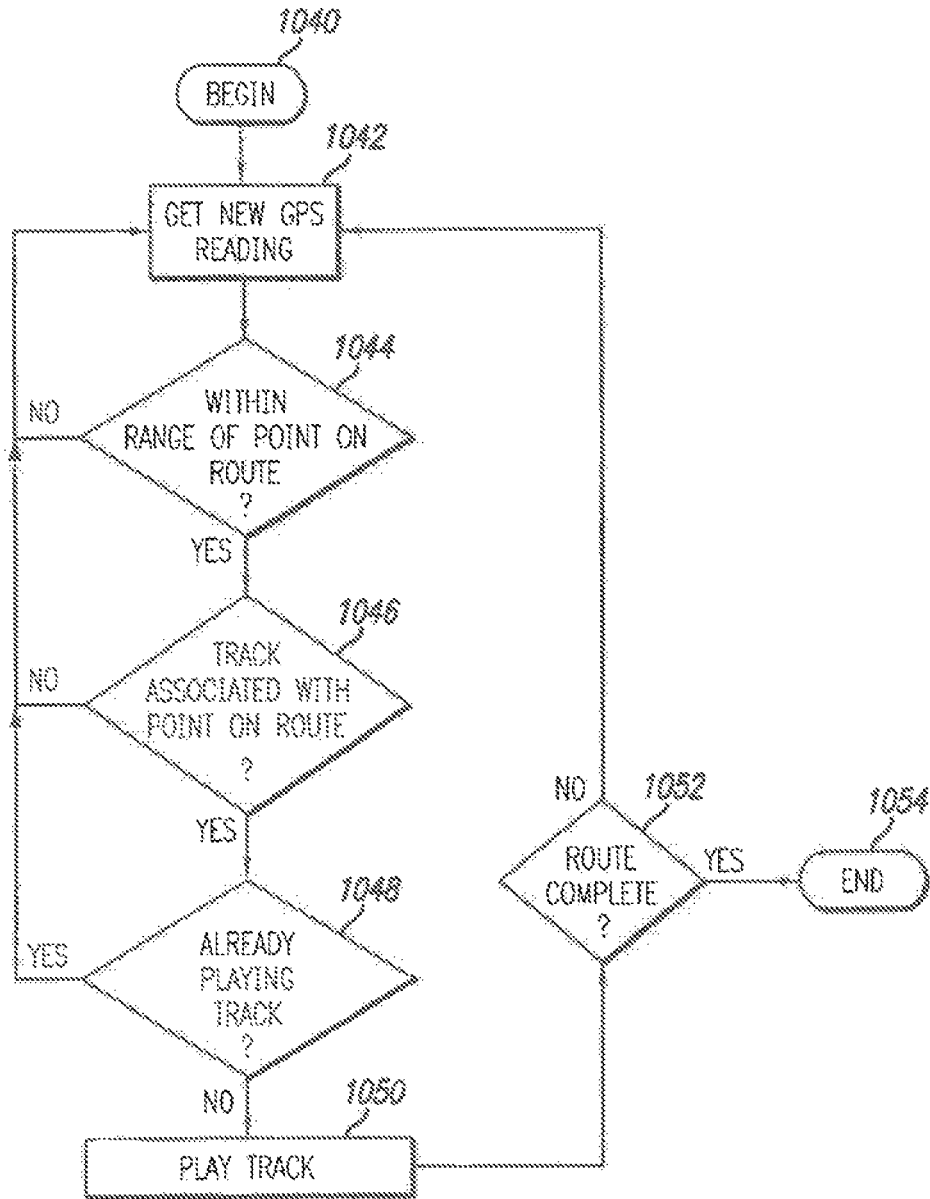 1040
BEGIN
1042
GET NEW GPS
READING
1044
WITHIN
RANGE OF POINT ON
ROUTE
?
NO
YES
1046
TRACK
ASSOCIATED WITH
POINT ON ROUTE
?
NO
YES
1048
ALREADY
PLAYING
TRACK
?
YES
NO
1050
PLAY TRACK
1052
ROUTE
COMPLETE
?
NO
YES
1054
END